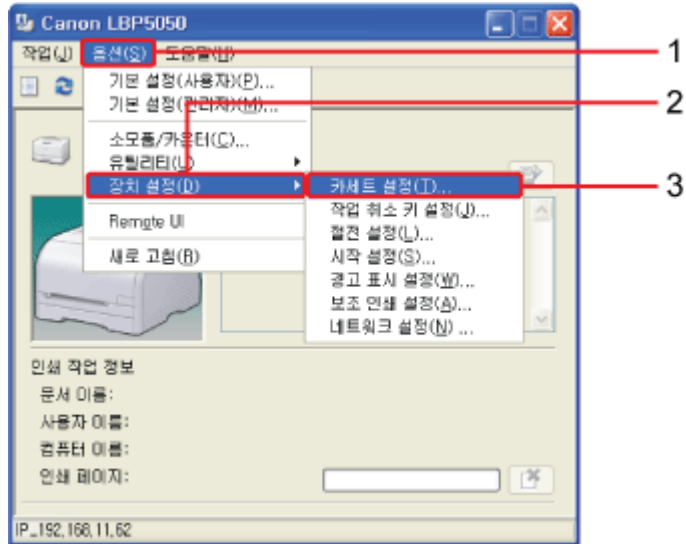 Canon LBP5050
작업(J) 옵션(S) 도움말(H)
기본 설정(사용자)(P)...
기본 설정(관리자)(M)...
소모품/카운터(C)...
유틸리티(U)
장치 설정(D)
Remote UI
새로 고침(R)
카세트 설정(T)...
작업 취소 키 설정(J)...
절전 설정(L)...
시작 설정(S)...
경고 표시 설정(W)...
보조 인쇄 설정(A)...
네트워크 설정(N) ...
1
2
3
인쇄 작업 정보
문서 이름:
사용자 이름:
컴퓨터 이름:
인쇄 페이지:
IP_192,168,11,62